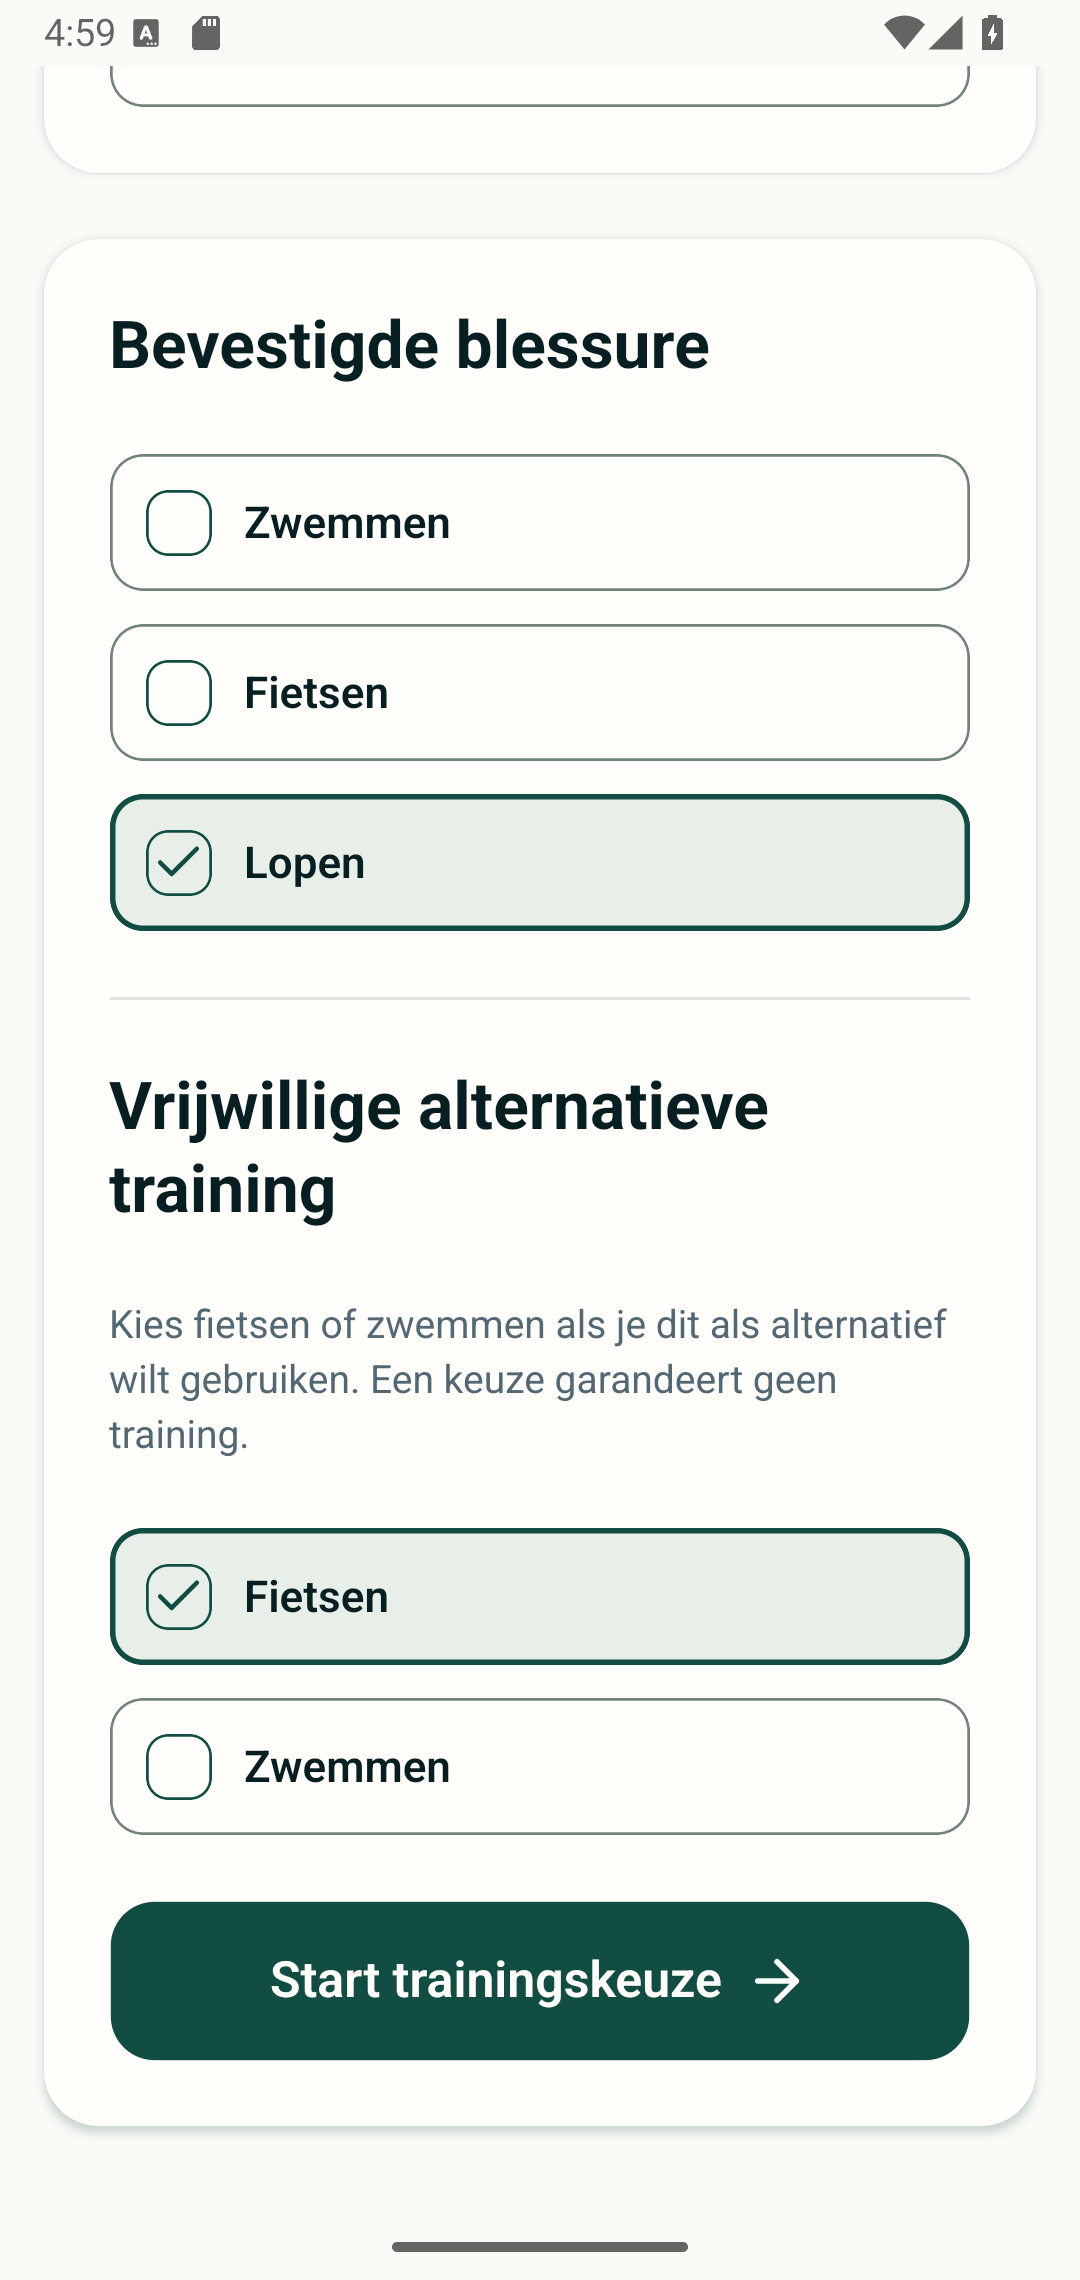 4:59
Bevestigde blessure
Zwemmen
Fietsen
Lopen
Vrijwillige alternatieve
training
Kies fietsen of zwemmen als je dit als alternatief
wilt gebruiken. Een keuze garandeert geen
training.
Fietsen
Zwemmen
Start trainingskeuze